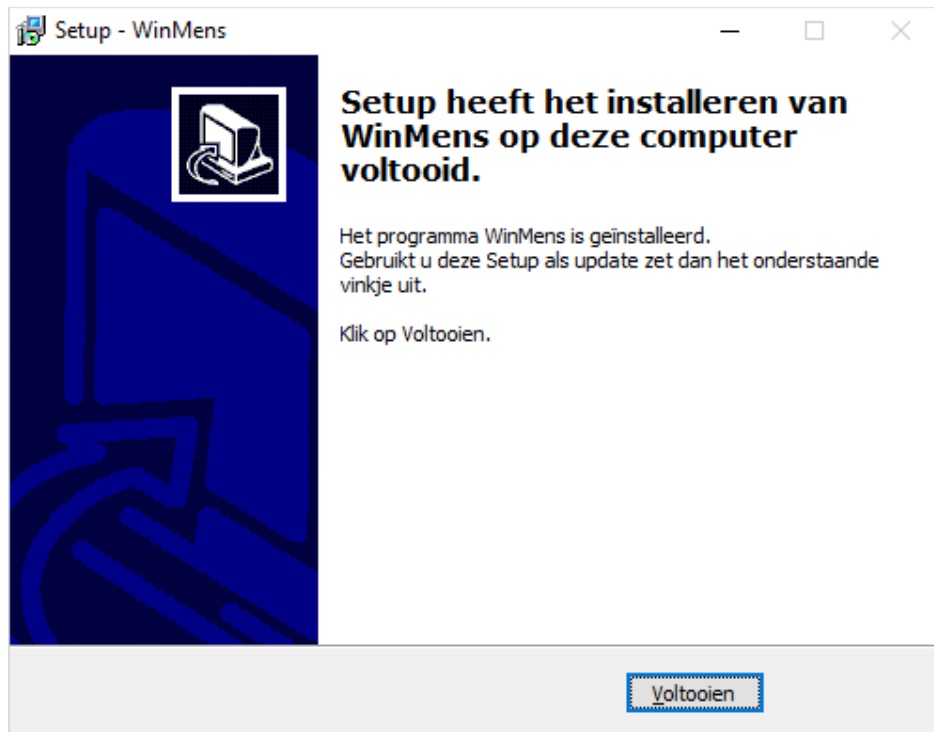 Setup - WinMens
Setup heeft het installeren van
WinMens op deze computer
voltooid.
Het programma WinMens is geïnstalleerd.
Gebruikt u deze Setup als update zet dan het onderstaande
vinkje uit.
Klik op Voltooien.
Voltooien